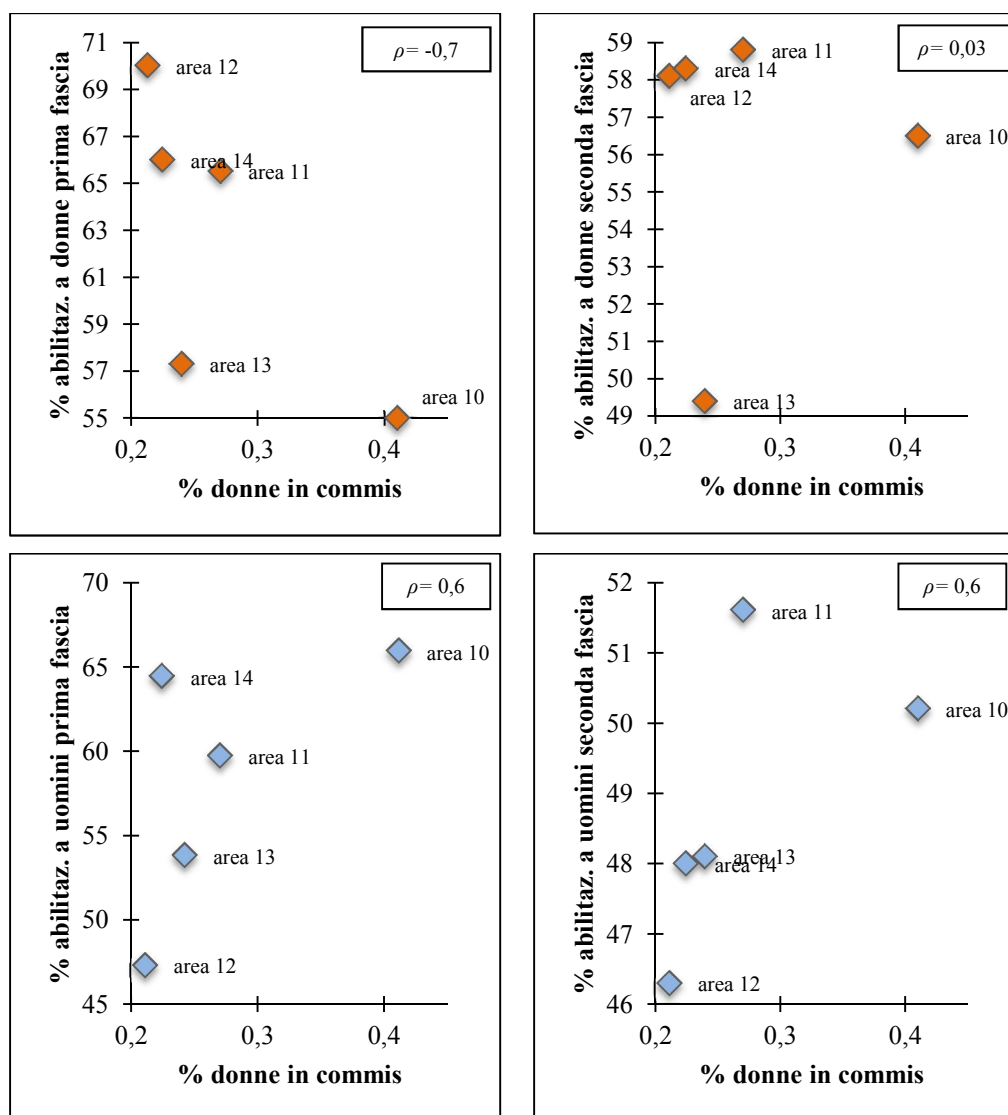 ρ= -0,7
% abilitaz. a donne prima fascia
71
69
67
65
63
61
59
57
55
area 12
area 14
area 11
area 13
area 10
0,2
0,3
0,4
% donne in commis
ρ= 0,03
% abilitaz. a donne seconda fascia
59
58
57
56
55
54
53
52
51
50
49
area 11
area 14
area 12
area 10
area 13
0,2
0,3
0,4
% donne in commis
ρ= 0,6
% abilitaz. a uomini prima fascia
70
65
60
55
50
45
area 10
area 14
area 11
area 13
area 12
0,2
0,3
0,4
% donne in commis
ρ= 0,6
% abilitaz. a uomini seconda fascia
52
51
50
49
48
47
46
area 11
area 10
area 13
area 14
area 12
0,2
0,3
0,4
% donne in commis